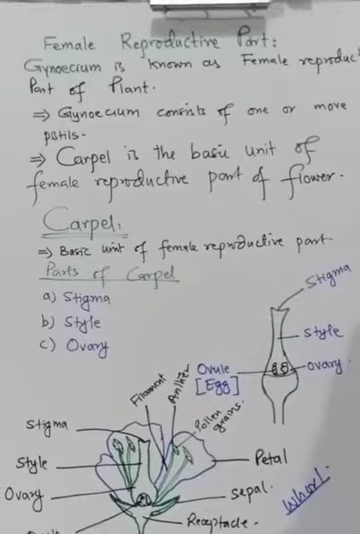 Female Reproductive Part:
Gynoecium is known as Female reproduct
Part of Plant.
⇒ Gynoecium consists of one or more
pistils.
⇒ Carpel is the basic unit of
female reproductive part of flower.
Carpel:
⇒ Basic unit of female reproductive part.
Parts of Carpel
a) Stigma
b) Style
c) Ovary
Stigma
Style
Ovary
Ovule
[Egg]
Filament
Anther
Pollen
grains
Stigma
Style
Ovary
Petal
Sepal
Receptacle
Whorl